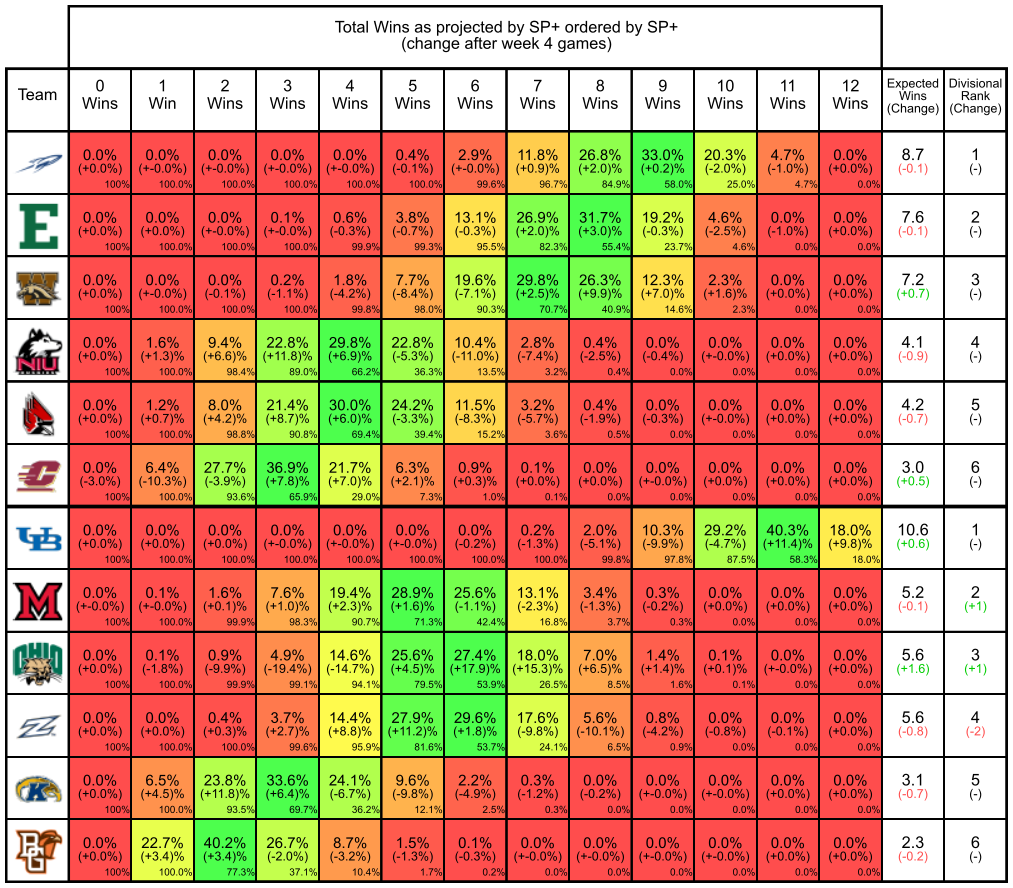 Total Wins as projected by SP+ ordered by SP+
(change after week 4 games)
Team 0 Wins 1 Win 2 Wins 3 Wins 4 Wins 5 Wins 6 Wins 7 Wins 8 Wins 9 Wins 10 Wins 11 Wins 12 Wins Expected Wins (Change) Divisional Rank (Change)
0.0% 0.0% 0.0% 0.0% 0.0% 0.4% 2.9% 11.8% 26.8% 33.0% 20.3% 4.7% 0.0% 8.7 1
(+0.0%) (+-0.0%) (+-0.0%) (+-0.0%) (+-0.0%) (-0.1%) (+-0.0%) (+0.9)% (+2.0)% (+0.2)% (-2.0%) (-1.0%) (+0.0%) (-0.1) (-)
100% 100.0% 100.0% 100.0% 100.0% 100.0% 99.6% 96.7% 84.9% 58.0% 25.0% 4.7% 0.0%
E 0.0% 0.0% 0.0% 0.1% 0.6% 3.8% 13.1% 26.9% 31.7% 19.2% 4.6% 0.0% 0.0% 7.6 2
(+0.0%) (+0.0%) (+-0.0%) (+-0.0%) (-0.3%) (-0.7%) (-0.3%) (+2.0)% (+3.0)% (-0.3%) (-2.5%) (-1.0%) (+0.0%) (-0.1) (-)
100% 100.0% 100.0% 100.0% 99.9% 99.3% 95.5% 82.3% 55.4% 23.7% 4.6% 0.0% 0.0%
W 0.0% 0.0% 0.0% 0.2% 1.8% 7.7% 19.6% 29.8% 26.3% 12.3% 2.3% 0.0% 0.0% 7.2 3
(+0.0%) (+-0.0%) (-0.1%) (-1.1%) (-4.2%) (-8.4%) (-7.1%) (+2.5)% (+9.9)% (+7.0)% (+1.6)% (+0.0%) (+0.0%) (+0.7) (-)
100% 100.0% 100.0% 100.0% 99.8% 98.0% 90.3% 70.7% 40.9% 14.6% 2.3% 0.0% 0.0%
NIU 0.0% 1.6% 9.4% 22.8% 29.8% 22.8% 10.4% 2.8% 0.4% 0.0% 0.0% 0.0% 0.0% 4.1 4
(+0.0%) (+1.3)% (+6.6)% (+11.8)% (+6.9)% (-5.3%) (-11.0%) (-7.4%) (-2.5%) (-0.4%) (+-0.0%) (+0.0%) (+0.0%) (-0.9) (-)
100% 100.0% 98.4% 89.0% 66.2% 36.3% 13.5% 3.2% 0.4% 0.0% 0.0% 0.0% 0.0%
0.0% 1.2% 8.0% 21.4% 30.0% 24.2% 11.5% 3.2% 0.4% 0.0% 0.0% 0.0% 0.0% 4.2 5
(+0.0%) (+0.7)% (+4.2)% (+8.7)% (+6.0)% (-3.3%) (-8.3%) (-5.7%) (-1.9%) (-0.3%) (+-0.0%) (+0.0%) (+0.0%) (-0.7) (-)
100% 100.0% 98.8% 90.8% 69.4% 39.4% 15.2% 3.6% 0.5% 0.0% 0.0% 0.0% 0.0%
C 0.0% 6.4% 27.7% 36.9% 21.7% 6.3% 0.9% 0.1% 0.0% 0.0% 0.0% 0.0% 0.0% 3.0 6
(-3.0%) (-10.3%) (-3.9%) (+7.8)% (+7.0)% (+2.1)% (+0.3)% (+0.0%) (+0.0%) (+-0.0%) (+0.0%) (+0.0%) (+0.0%) (+0.5) (-)
100% 100.0% 93.6% 65.9% 29.0% 7.3% 1.0% 0.1% 0.0% 0.0% 0.0% 0.0% 0.0%
UB 0.0% 0.0% 0.0% 0.0% 0.0% 0.0% 0.0% 0.2% 2.0% 10.3% 29.2% 40.3% 18.0% 10.6 1
(+0.0%) (+0.0%) (+0.0%) (+-0.0%) (+-0.0%) (+-0.0%) (-0.2%) (-1.3%) (-5.1%) (-9.9%) (-4.7%) (+11.4)% (+9.8)% (+0.6) (-)
100% 100.0% 100.0% 100.0% 100.0% 100.0% 100.0% 100.0% 99.8% 97.8% 87.5% 58.3% 18.0%
M 0.0% 0.1% 1.6% 7.6% 19.4% 28.9% 25.6% 13.1% 3.4% 0.3% 0.0% 0.0% 0.0% 5.2 2
(+-0.0%) (+-0.0%) (+0.1)% (+1.0)% (+2.3)% (+1.6)% (-1.1%) (-2.3%) (-1.3%) (-0.2%) (+0.0%) (+0.0%) (+0.0%) (-0.1) (+1)
100% 100.0% 99.9% 98.3% 90.7% 71.3% 42.4% 16.8% 3.7% 0.3% 0.0% 0.0% 0.0%
OHIO 0.0% 0.1% 0.9% 4.9% 14.6% 25.6% 27.4% 18.0% 7.0% 1.4% 0.1% 0.0% 0.0% 5.6 3
(+0.0%) (-1.8%) (-9.9%) (-19.4%) (-14.7%) (+4.5)% (+17.9)% (+15.3)% (+6.5)% (+1.4)% (+0.1)% (+-0.0%) (+0.0%) (+1.6) (+1)
100% 100.0% 99.9% 99.1% 94.1% 79.5% 53.9% 26.5% 8.5% 1.6% 0.1% 0.0% 0.0%
0.0% 0.0% 0.4% 3.7% 14.4% 27.9% 29.6% 17.6% 5.6% 0.8% 0.0% 0.0% 0.0% 5.6 4
(+0.0%) (+0.0%) (+0.3)% (+2.7)% (+8.8)% (+11.2)% (+1.8)% (-9.8%) (-10.1%) (-4.2%) (-0.8%) (-0.1%) (+0.0%) (-0.8) (-2)
100% 100.0% 100.0% 99.6% 95.9% 81.6% 53.7% 24.1% 6.5% 0.9% 0.0% 0.0% 0.0%
K 0.0% 6.5% 23.8% 33.6% 24.1% 9.6% 2.2% 0.3% 0.0% 0.0% 0.0% 0.0% 0.0% 3.1 5
(+0.0%) (+4.5)% (+11.8)% (+6.4)% (-6.7%) (-9.8%) (-4.9%) (-1.2%) (-0.2%) (+-0.0%) (+-0.0%) (+0.0%) (+0.0%) (-0.7) (-)
100% 100.0% 93.5% 69.7% 36.2% 12.1% 2.5% 0.3% 0.0% 0.0% 0.0% 0.0% 0.0%
BG 0.0% 22.7% 40.2% 26.7% 8.7% 1.5% 0.1% 0.0% 0.0% 0.0% 0.0% 0.0% 0.0% 2.3 6
(+0.0%) (+3.4)% (+3.4)% (-2.0%) (-3.2%) (-1.3%) (-0.3%) (+-0.0%) (+-0.0%) (+-0.0%) (+-0.0%) (+0.0%) (+0.0%) (-0.2) (-)
100% 100.0% 77.3% 37.1% 10.4% 1.7% 0.2% 0.0% 0.0% 0.0% 0.0% 0.0% 0.0%